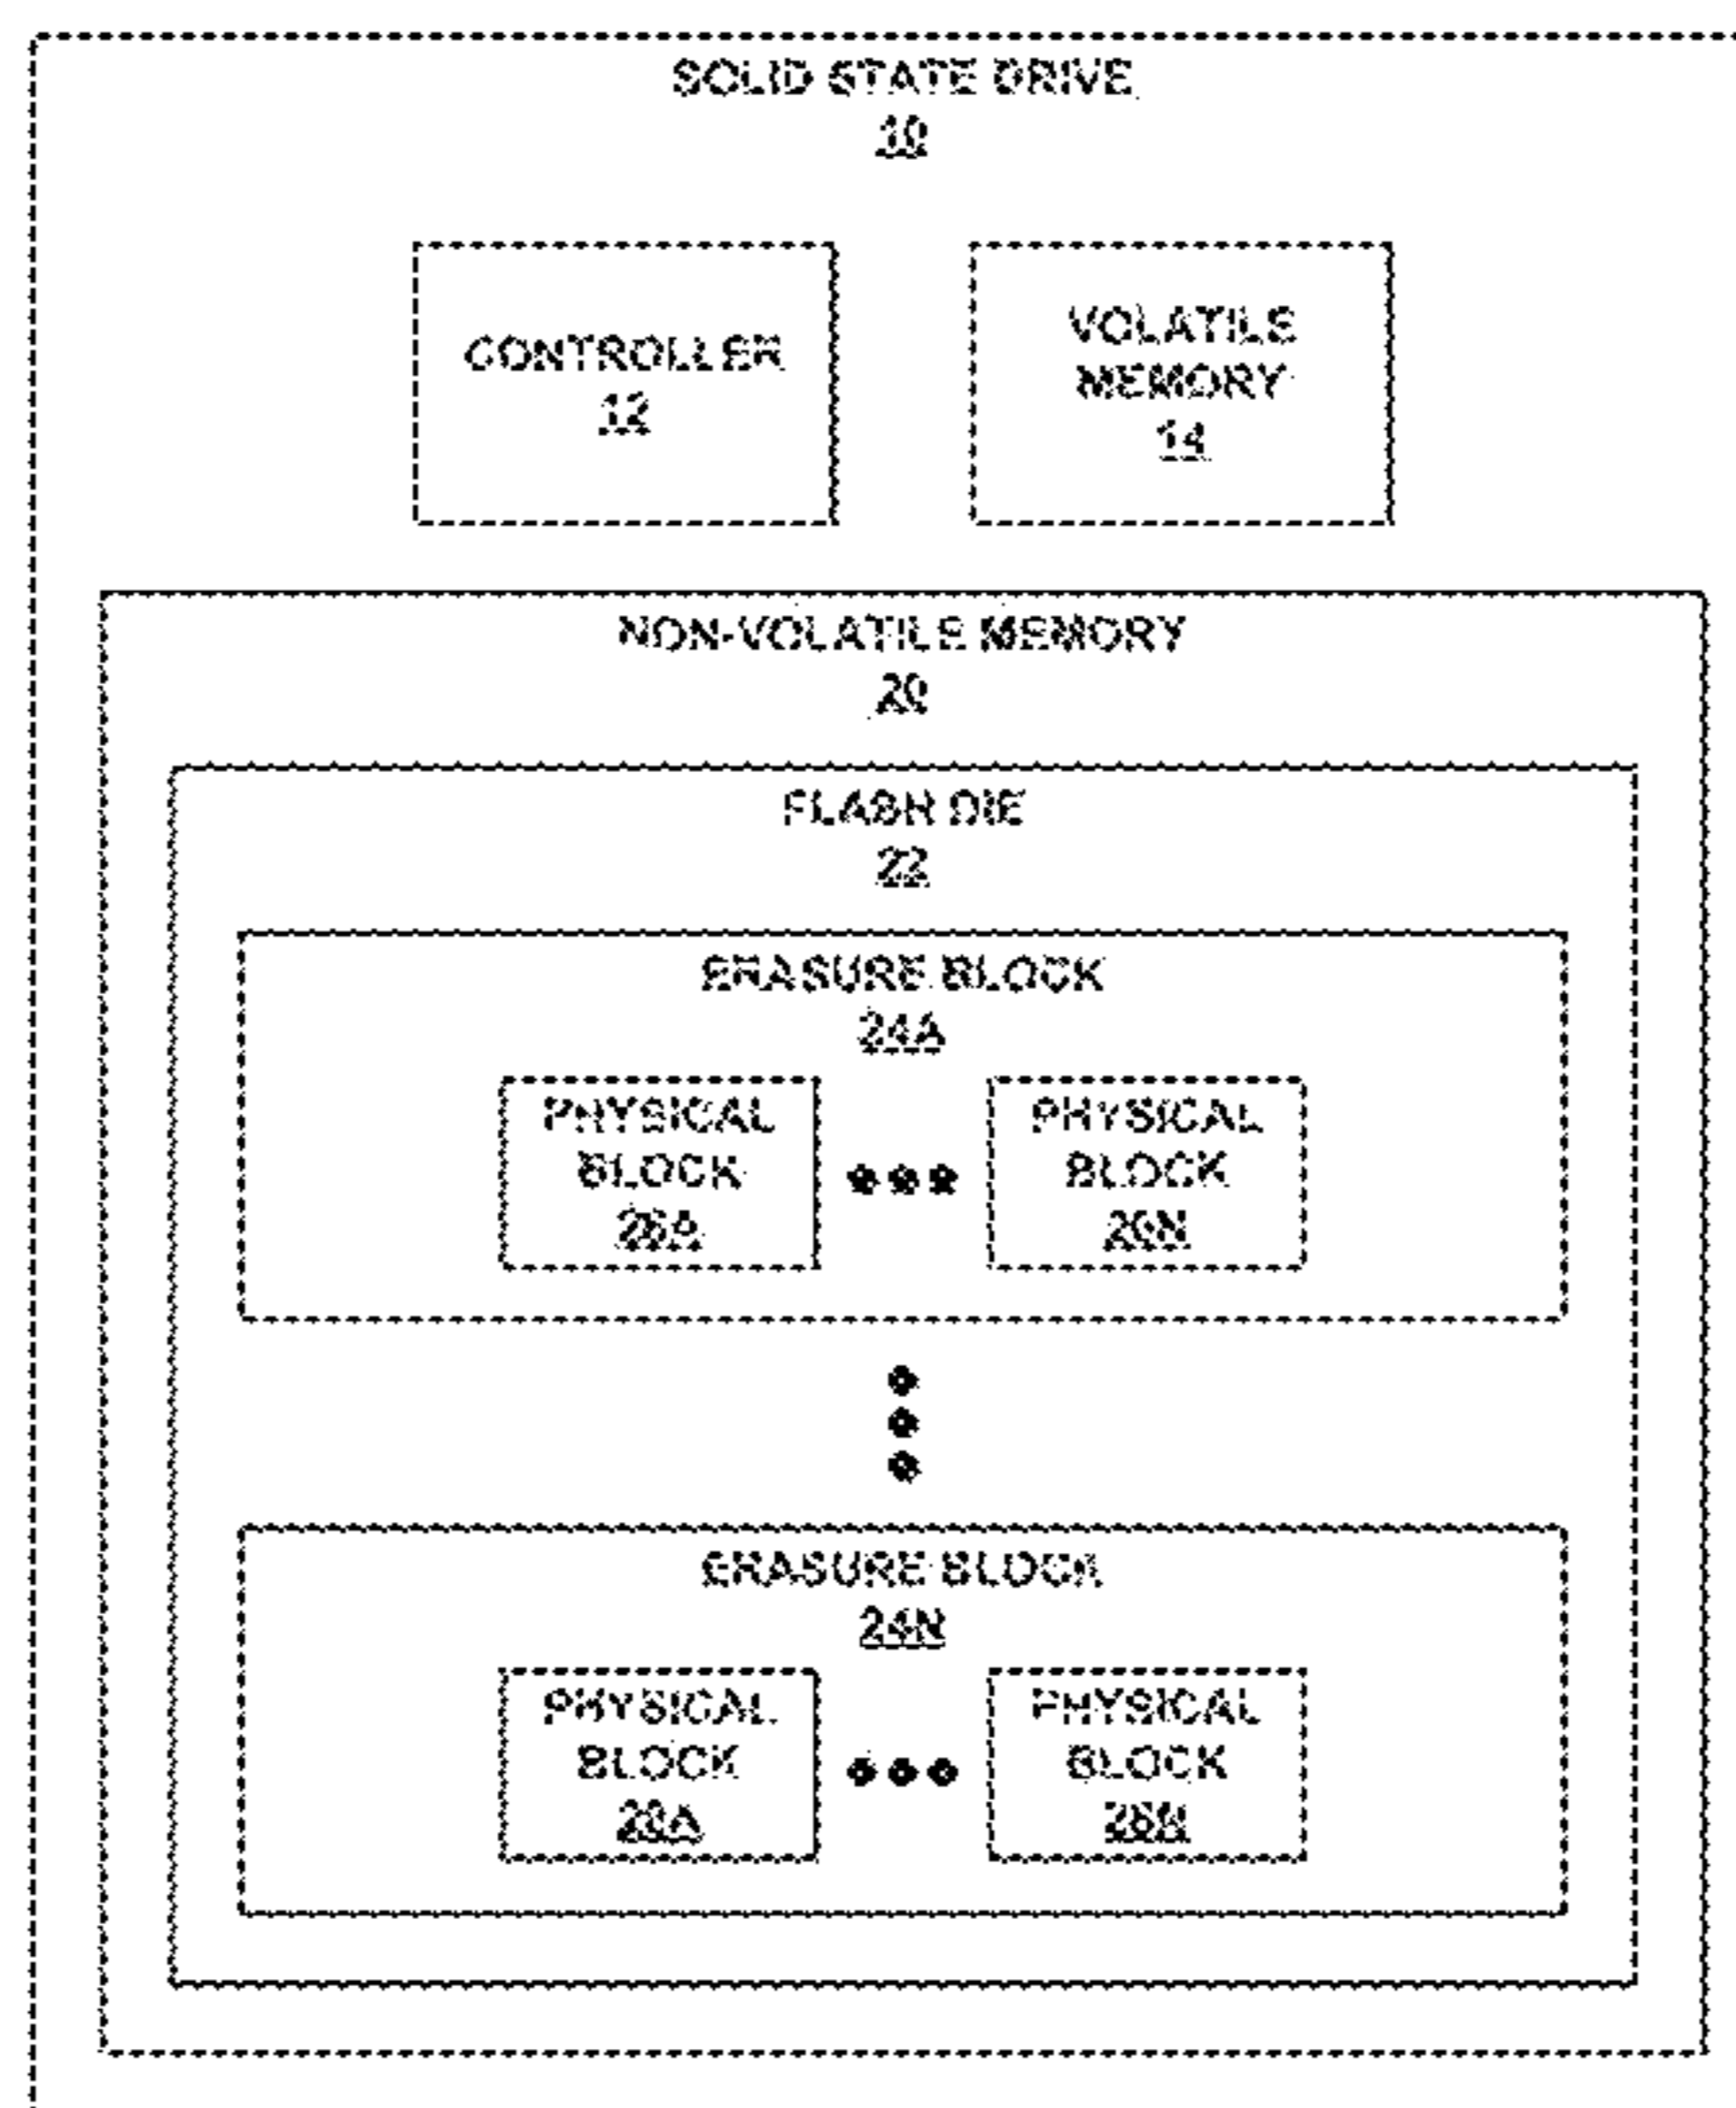 SOLID STATE DRIVE
10
CONTROLLER
12
VOLATILE
MEMORY
14
NON-VOLATILE MEMORY
20
FLASH DIE
22
ERASURE BLOCK
24A
PHYSICAL
BLOCK
26A
PHYSICAL
BLOCK
26N
ERASURE BLOCK
24N
PHYSICAL
BLOCK
28A
PHYSICAL
BLOCK
28N